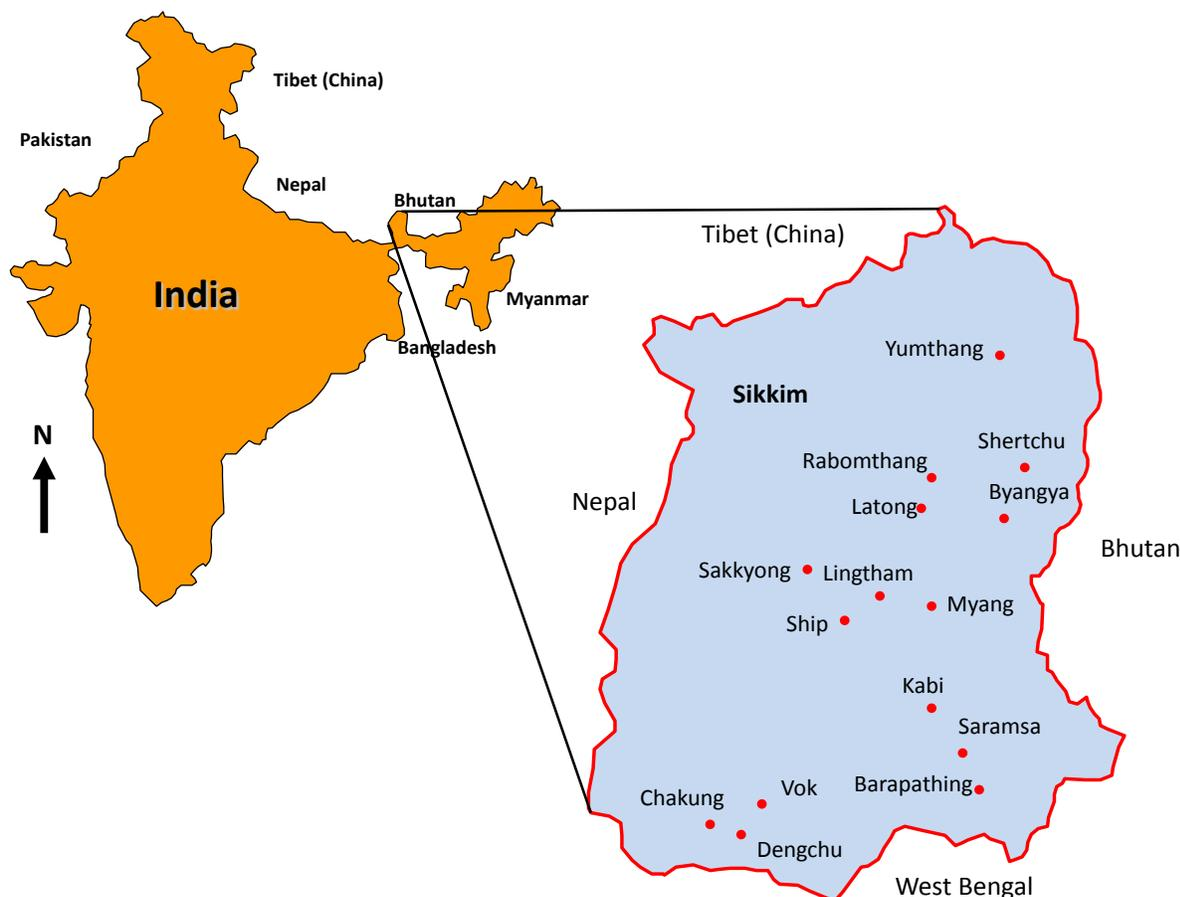 Tibet (China)
Pakistan
Nepal
Bhutan
India
Myanmar
Bangladesh
N
Tibet (China)
Yumthang
Sikkim
Shertchu
Rabomthang
Byangya
Latong
Nepal
Bhutan
Sakkyong
Lingtham
Myang
Ship
Kabi
Saramsa
Barapathing
Vok
Chakung
Dengchu
West Bengal